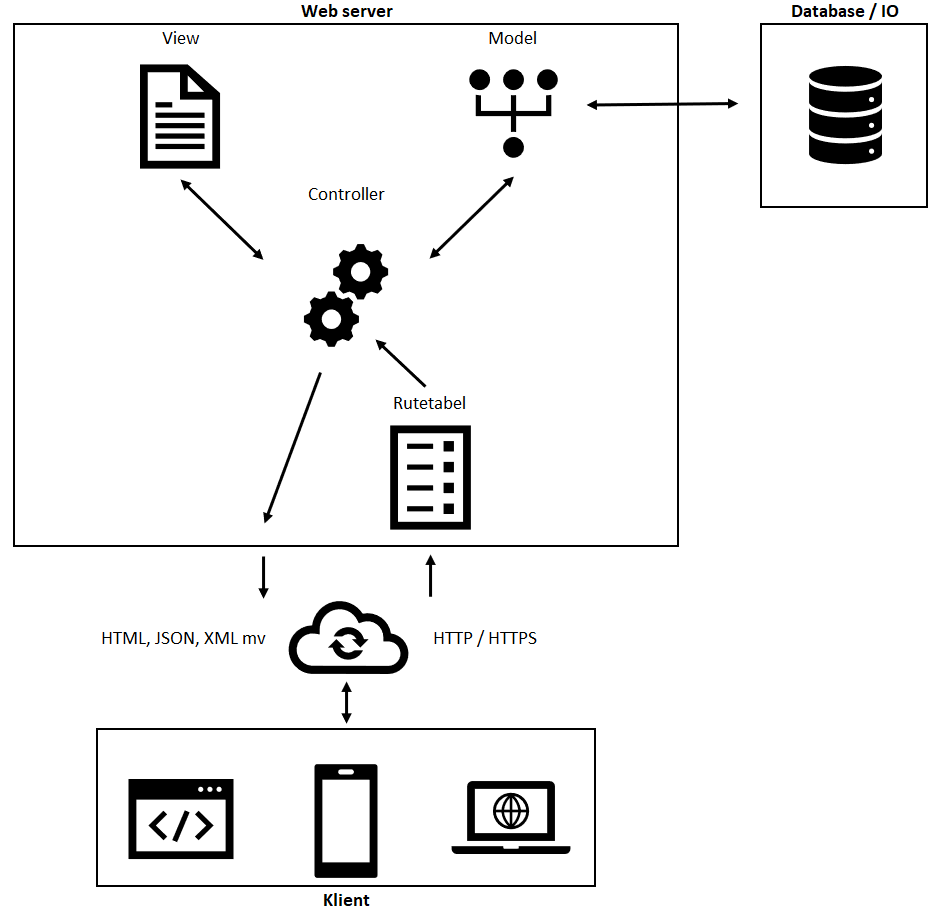 Web server
Database / IO
View
Model
Controller
Rutetabel
HTML, JSON, XML mv
HTTP / HTTPS
</>
Klient